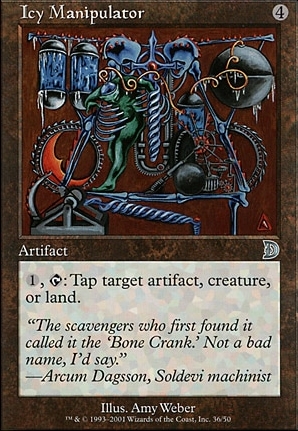 Icy Manipulator 4
Artifact
1, : Tap target artifact, creature,
or land.
"The scavengers who first found it
called it the 'Bone Crank.' Not a bad
name, I'd say."
—Arcum Dagsson, Soldevi machinist
Illus. Amy Weber
™ & © 1993–2001 Wizards of the Coast, Inc. 36/50